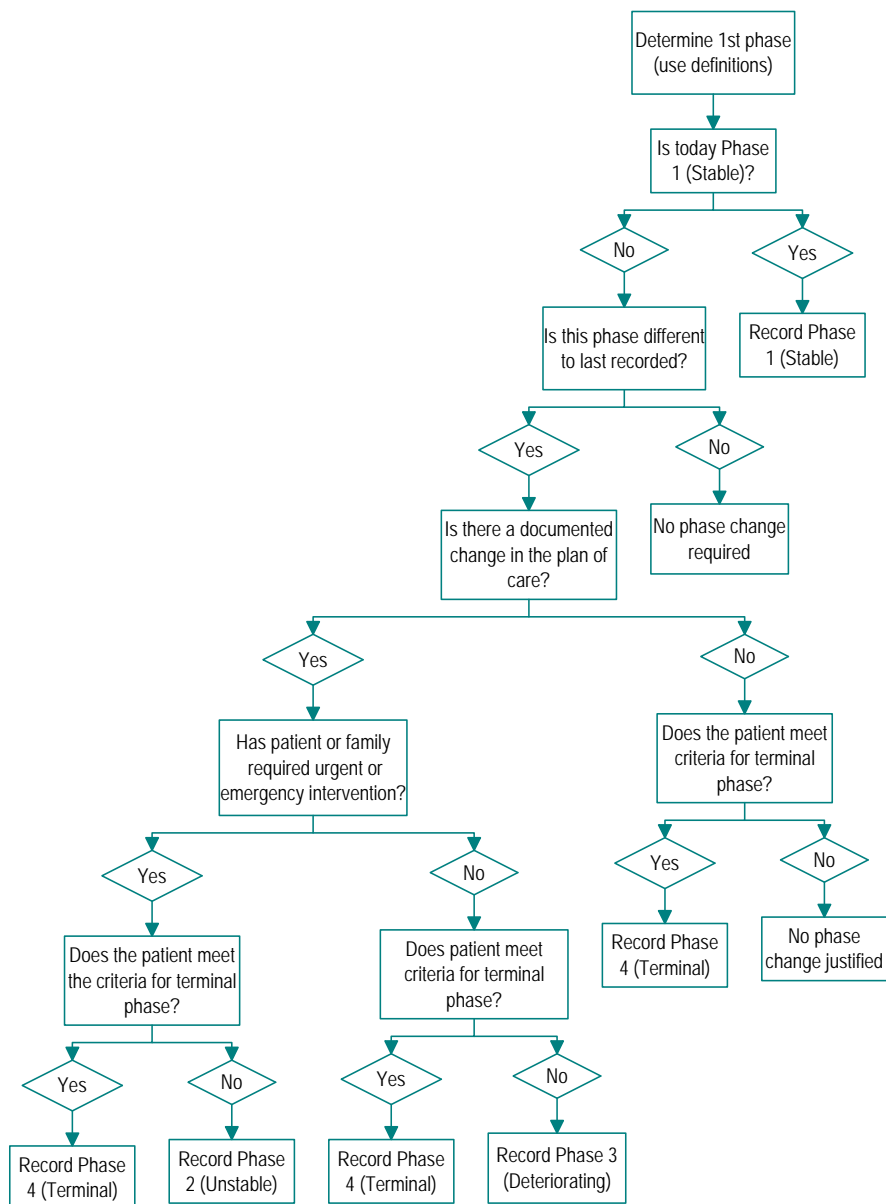 Determine 1st phase
(use definitions)
Is today Phase
1 (Stable)?
No
Yes
Is this phase different
to last recorded?
Record Phase
1 (Stable)
Yes
No
Is there a documented
change in the plan of
care?
No phase change
required
Yes
No
Has patient or family
required urgent or
emergency intervention?
Does the patient meet
criteria for terminal
phase?
Yes
No
Yes
No
Does the patient meet
the criteria for terminal
phase?
Does patient meet
criteria for terminal
phase?
Record Phase
4 (Terminal)
No phase
change justified
Yes
No
Yes
No
Record Phase
4 (Terminal)
Record Phase
2 (Unstable)
Record Phase
4 (Terminal)
Record Phase 3
(Deteriorating)